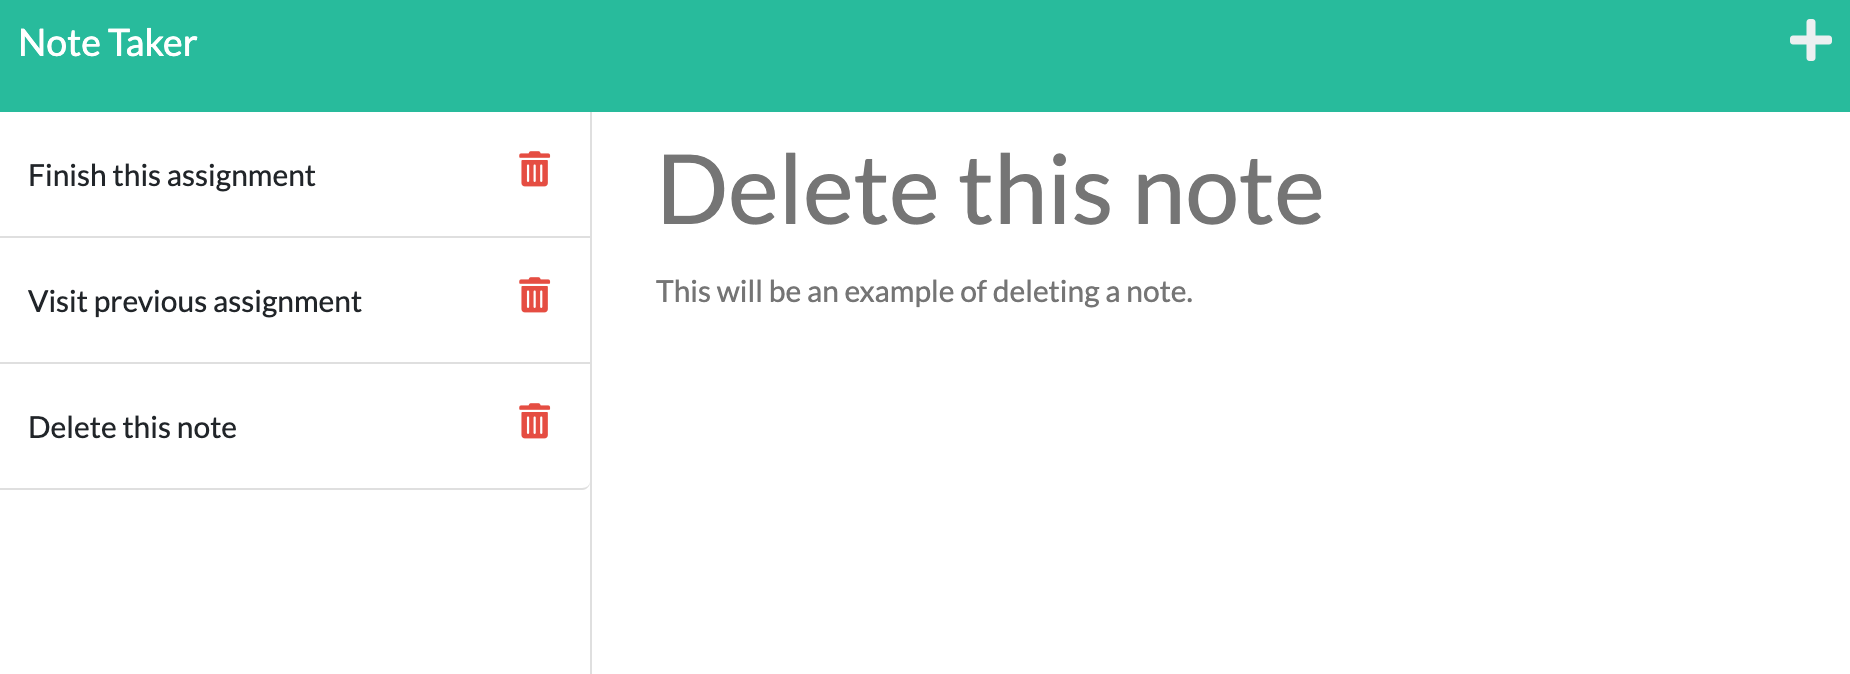 Note Taker
Finish this assignment
Visit previous assignment
Delete this note
Delete this note
This will be an example of deleting a note.